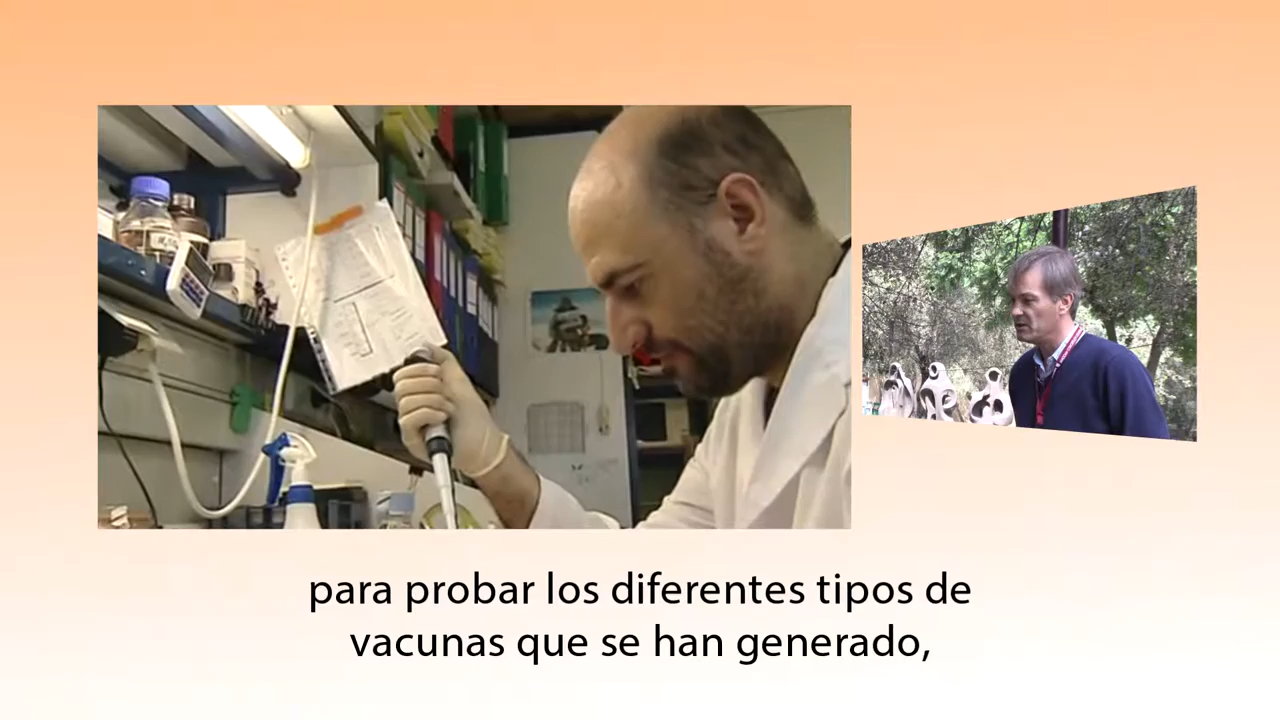 para probar los diferentes tipos de
vacunas que se han generado,